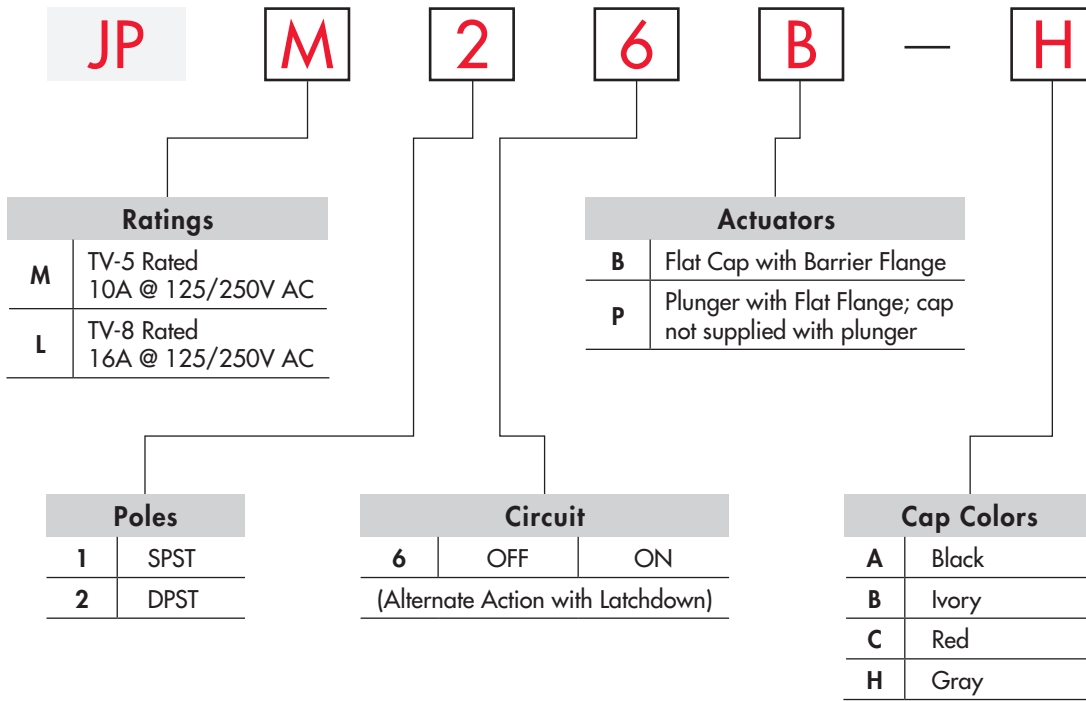 JP M 2 6 B — H
Ratings
M TV-5 Rated
10A @ 125/250V AC
L TV-8 Rated
16A @ 125/250V AC
Actuators
B Flat Cap with Barrier Flange
P Plunger with Flat Flange; cap
not supplied with plunger
Poles
1 SPST
2 DPST
Circuit
6 OFF ON
(Alternate Action with Latchdown)
Cap Colors
A Black
B Ivory
C Red
H Gray